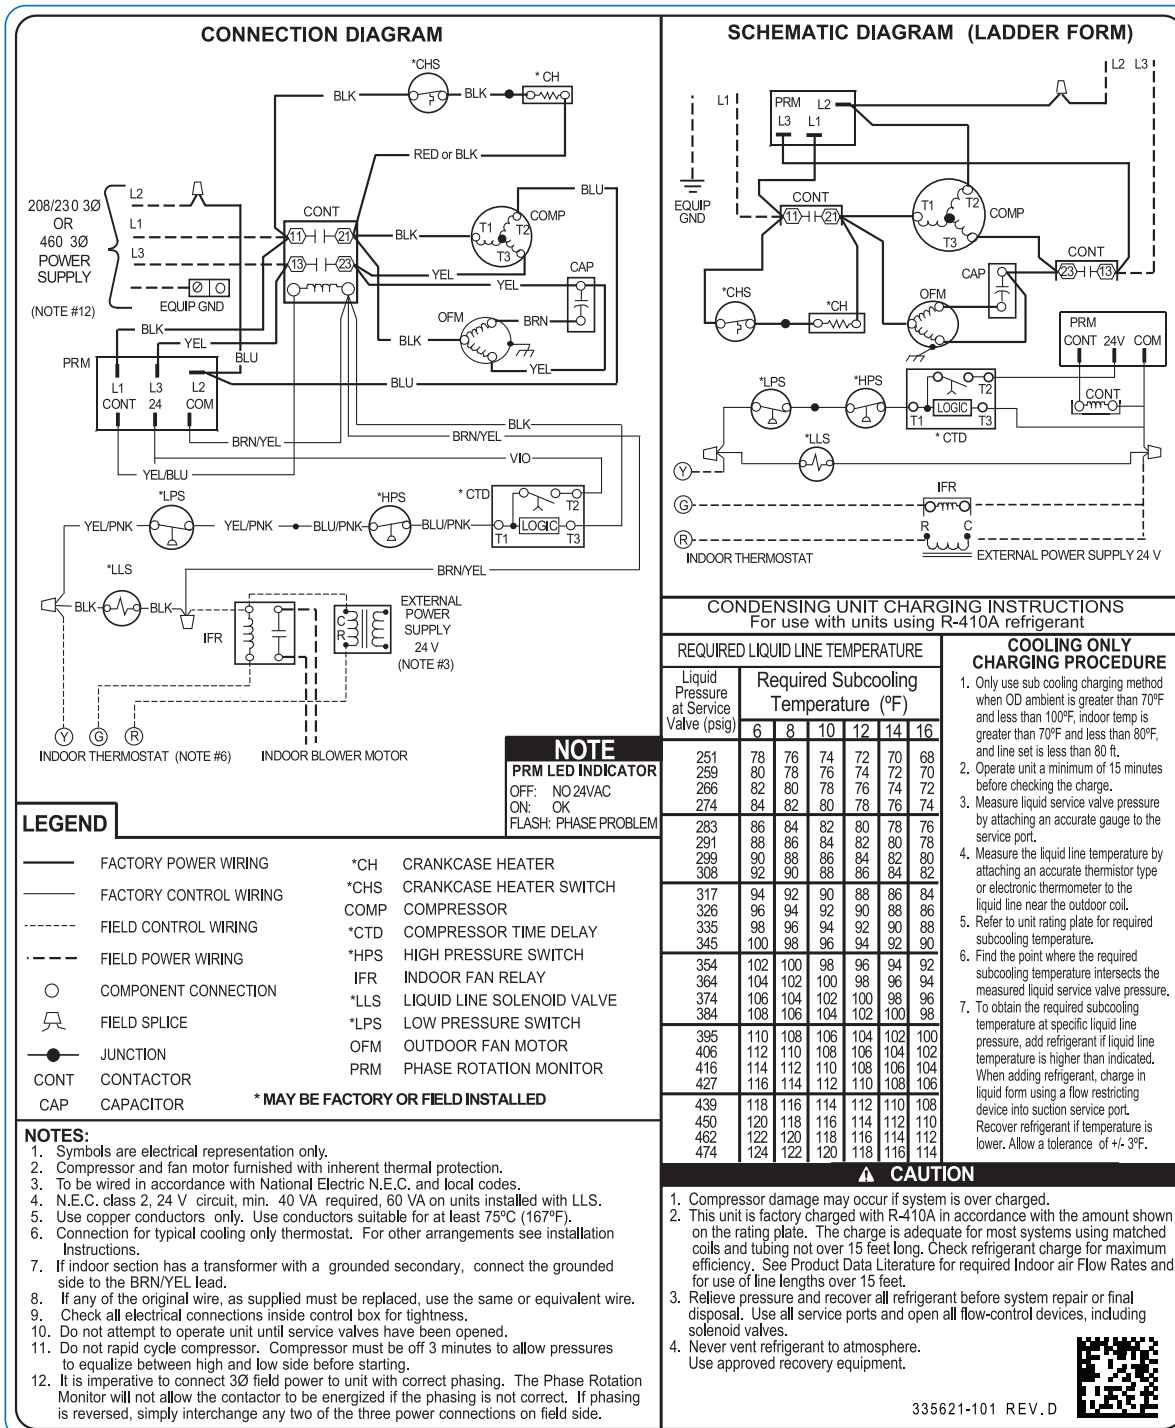 CONNECTION DIAGRAM
*CHS
* CH
BLK
BLK
RED or BLK
BLU
208/230 3Ø
OR
460 3Ø
POWER
SUPPLY
(NOTE #12)
L2
L1
L3
EQUIP GND
CONT
11
21
13
23
BLK
T1
T2
T3
COMP
YEL
YEL
CAP
OFM
BRN
BLK
YEL
BLK
YEL
BLU
BLU
PRM
L1
L3
L2
CONT
24
COM
BLK
BRN/YEL
BRN/YEL
VIO
YEL/BLU
*LPS
*HPS
* CTD
YEL/PNK
YEL/PNK
BLU/PNK
BLU/PNK
T1
LOGIC
T2
T3
*LLS
BRN/YEL
BLK
BLK
IFR
C
R
EXTERNAL
POWER
SUPPLY
24 V
(NOTE #3)
Y
G
R
INDOOR THERMOSTAT (NOTE #6)
INDOOR BLOWER MOTOR
NOTE
PRM LED INDICATOR
OFF: NO 24VAC
ON: OK
FLASH: PHASE PROBLEM
LEGEND
FACTORY POWER WIRING
FACTORY CONTROL WIRING
FIELD CONTROL WIRING
FIELD POWER WIRING
COMPONENT CONNECTION
FIELD SPLICE
JUNCTION
CONT CONTACTOR
CAP CAPACITOR
*CH CRANKCASE HEATER
*CHS CRANKCASE HEATER SWITCH
COMP COMPRESSOR
*CTD COMPRESSOR TIME DELAY
*HPS HIGH PRESSURE SWITCH
IFR INDOOR FAN RELAY
*LLS LIQUID LINE SOLENOID VALVE
*LPS LOW PRESSURE SWITCH
OFM OUTDOOR FAN MOTOR
PRM PHASE ROTATION MONITOR
* MAY BE FACTORY OR FIELD INSTALLED
NOTES:
1. Symbols are electrical representation only.
2. Compressor and fan motor furnished with inherent thermal protection.
3. To be wired in accordance with National Electric N.E.C. and local codes.
4. N.E.C. class 2, 24 V circuit, min. 40 VA required, 60 VA on units installed with LLS.
5. Use copper conductors only. Use conductors suitable for at least 75°C (167°F).
6. Connection for typical cooling only thermostat. For other arrangements see installation
Instructions.
7. If indoor section has a transformer with a grounded secondary, connect the grounded
side to the BRN/YEL lead.
8. If any of the original wire, as supplied must be replaced, use the same or equivalent wire.
9. Check all electrical connections inside control box for tightness.
10. Do not attempt to operate unit until service valves have been opened.
11. Do not rapid cycle compressor. Compressor must be off 3 minutes to allow pressures
to equalize between high and low side before starting.
12. It is imperative to connect 3Ø field power to unit with correct phasing. The Phase Rotation
Monitor will not allow the contactor to be energized if the phasing is not correct. If phasing
is reversed, simply interchange any two of the three power connections on field side.
SCHEMATIC DIAGRAM (LADDER FORM)
L1
PRM L2
L3 L1
L2 L3
EQUIP
GND
CONT
11
21
T1
T2
T3
COMP
CONT
23
13
*CHS
*CH
CAP
OFM
PRM
CONT 24V COM
*LPS
*HPS
T2
LOGIC
T1
T3
* CTD
CONT
*LLS
Y
G
R
IFR
R
C
INDOOR THERMOSTAT
EXTERNAL POWER SUPPLY 24 V
CONDENSING UNIT CHARGING INSTRUCTIONS
For use with units using R-410A refrigerant
REQUIRED LIQUID LINE TEMPERATURE
Liquid
Pressure
at Service
Valve (psig)
Required Subcooling
Temperature (ºF)
6 8 10 12 14 16
251 78 76 74 72 70 68
259 80 78 76 74 72 70
266 82 80 78 76 74 72
274 84 82 80 78 76 74
283 86 84 82 80 78 76
291 88 86 84 82 80 78
299 90 88 86 84 82 80
308 92 90 88 86 84 82
317 94 92 90 88 86 84
326 96 94 92 90 88 86
335 98 96 94 92 90 88
345 100 98 96 94 92 90
354 102 100 98 96 94 92
364 104 102 100 98 96 94
374 106 104 102 100 98 96
384 108 106 104 102 100 98
395 110 108 106 104 102 100
406 112 110 108 106 104 102
416 114 112 110 108 106 104
427 116 114 112 110 108 106
439 118 116 114 112 110 108
450 120 118 116 114 112 110
462 122 120 118 116 114 112
474 124 122 120 118 116 114
COOLING ONLY
CHARGING PROCEDURE
1. Only use sub cooling charging method
when OD ambient is greater than 70ºF
and less than 100ºF, indoor temp is
greater than 70ºF and less than 80ºF,
and line set is less than 80 ft.
2. Operate unit a minimum of 15 minutes
before checking the charge.
3. Measure liquid service valve pressure
by attaching an accurate gauge to the
service port.
4. Measure the liquid line temperature by
attaching an accurate thermistor type
or electronic thermometer to the
liquid line near the outdoor coil.
5. Refer to unit rating plate for required
subcooling temperature.
6. Find the point where the required
subcooling temperature intersects the
measured liquid service valve pressure.
7. To obtain the required subcooling
temperature at specific liquid line
pressure, add refrigerant if liquid line
temperature is higher than indicated.
When adding refrigerant, charge in
liquid form using a flow restricting
device into suction service port.
Recover refrigerant if temperature is
lower. Allow a tolerance of +/- 3ºF.
CAUTION
1. Compressor damage may occur if system is over charged.
2. This unit is factory charged with R-410A in accordance with the amount shown
on the rating plate. The charge is adequate for most systems using matched
coils and tubing not over 15 feet long. Check refrigerant charge for maximum
efficiency. See Product Data Literature for required Indoor air Flow Rates and
for use of line lengths over 15 feet.
3. Relieve pressure and recover all refrigerant before system repair or final
disposal. Use all service ports and open all flow-control devices, including
solenoid valves.
4. Never vent refrigerant to atmosphere.
Use approved recovery equipment.
335621-101 REV.D